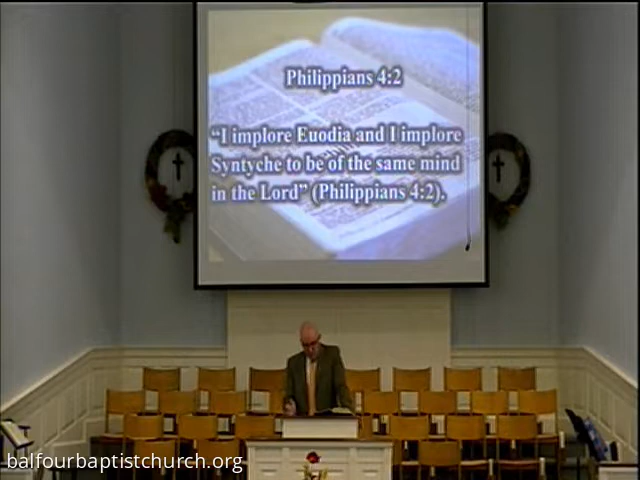 Philippians 4:2
“I implore Euodia and I implore
Syntyche to be of the same mind
in the Lord” (Philippians 4:2).
balfourbaptistchurch.org